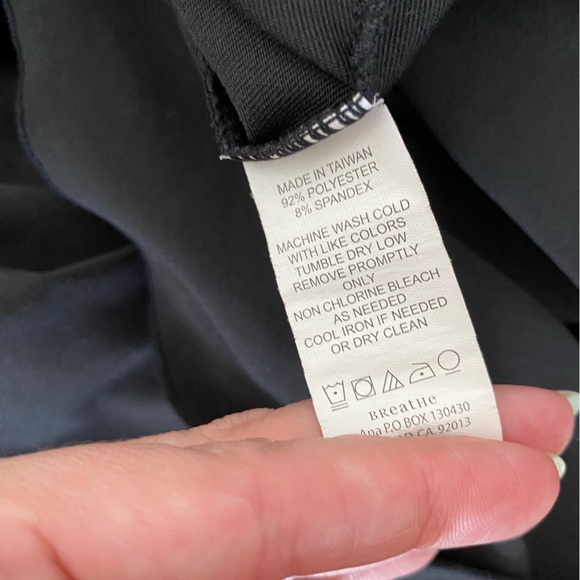 MADE IN TAIWAN
92% POLYESTER
8% SPANDEX
MACHINE WASH COLD
WITH LIKE COLORS
TUMBLE DRY LOW
REMOVE PROMPTLY
ONLY
NON CHLORINE BLEACH
AS NEEDED
COOL IRON IF NEEDED
OR DRY CLEAN
BReatHe
Ana P.O BOX 130430
CA. 92013